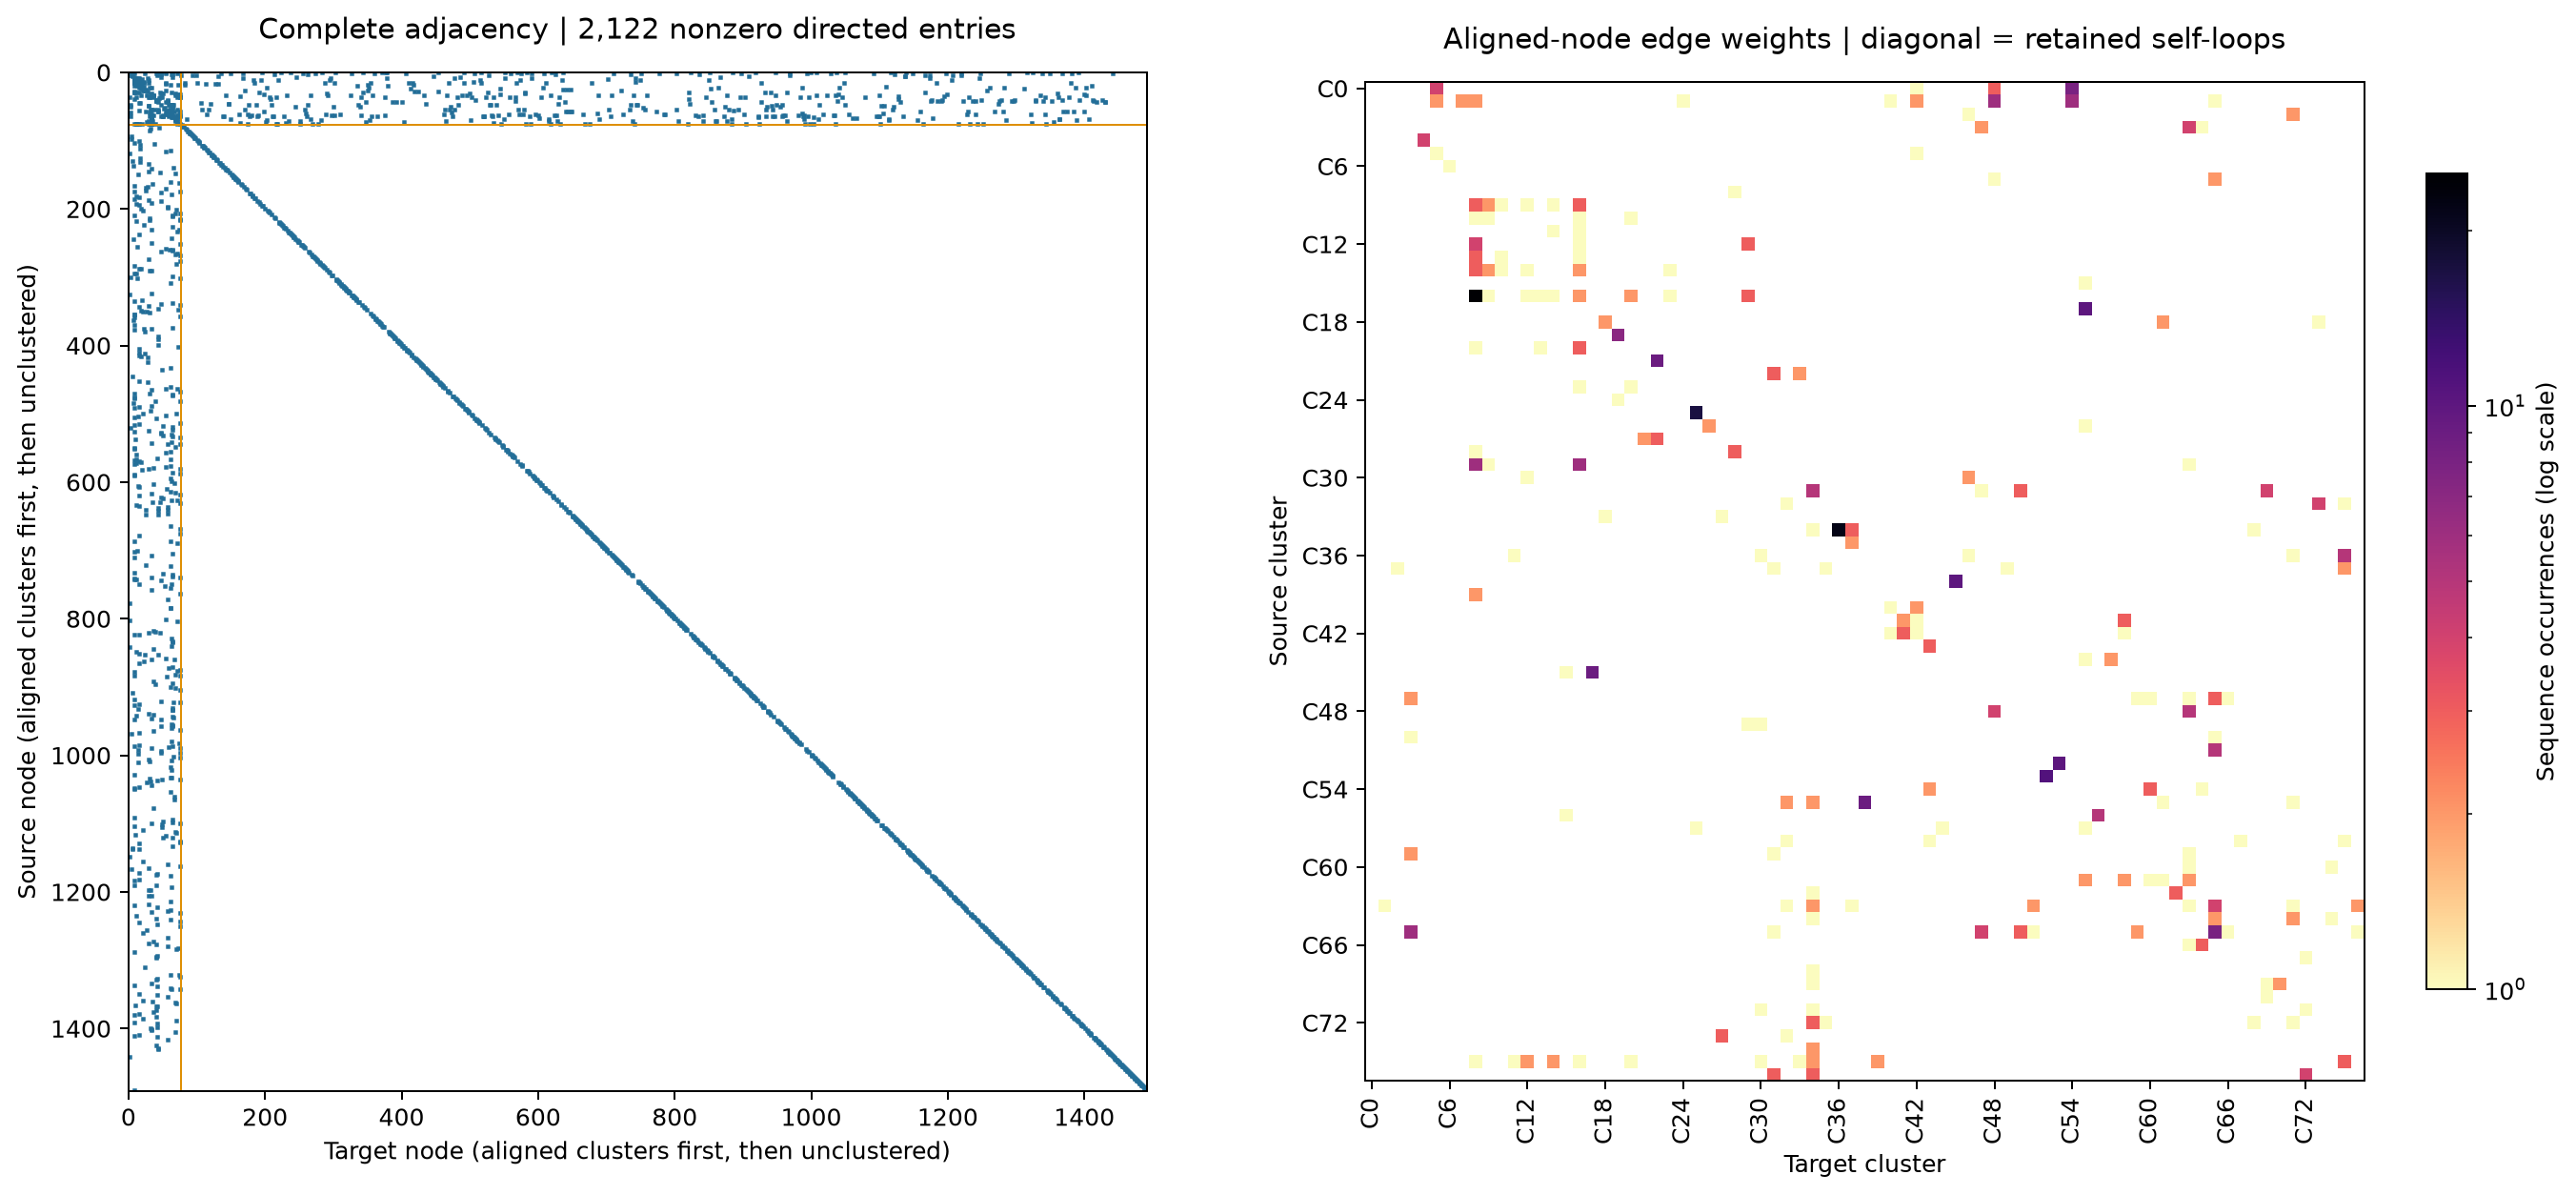 Complete adjacency | 2,122 nonzero directed entries
0
200
400
600
800
1000
1200
1400
Source node (aligned clusters first, then unclustered)
0
200
400
600
800
1000
1200
1400
Target node (aligned clusters first, then unclustered)
Aligned-node edge weights | diagonal = retained self-loops
C0
C6
C12
C18
C24
C30
C36
C42
C48
C54
C60
C66
C72
Source cluster
C0
C6
C12
C18
C24
C30
C36
C42
C48
C54
C60
C66
C72
Target cluster
10¹
10⁰
Sequence occurrences (log scale)